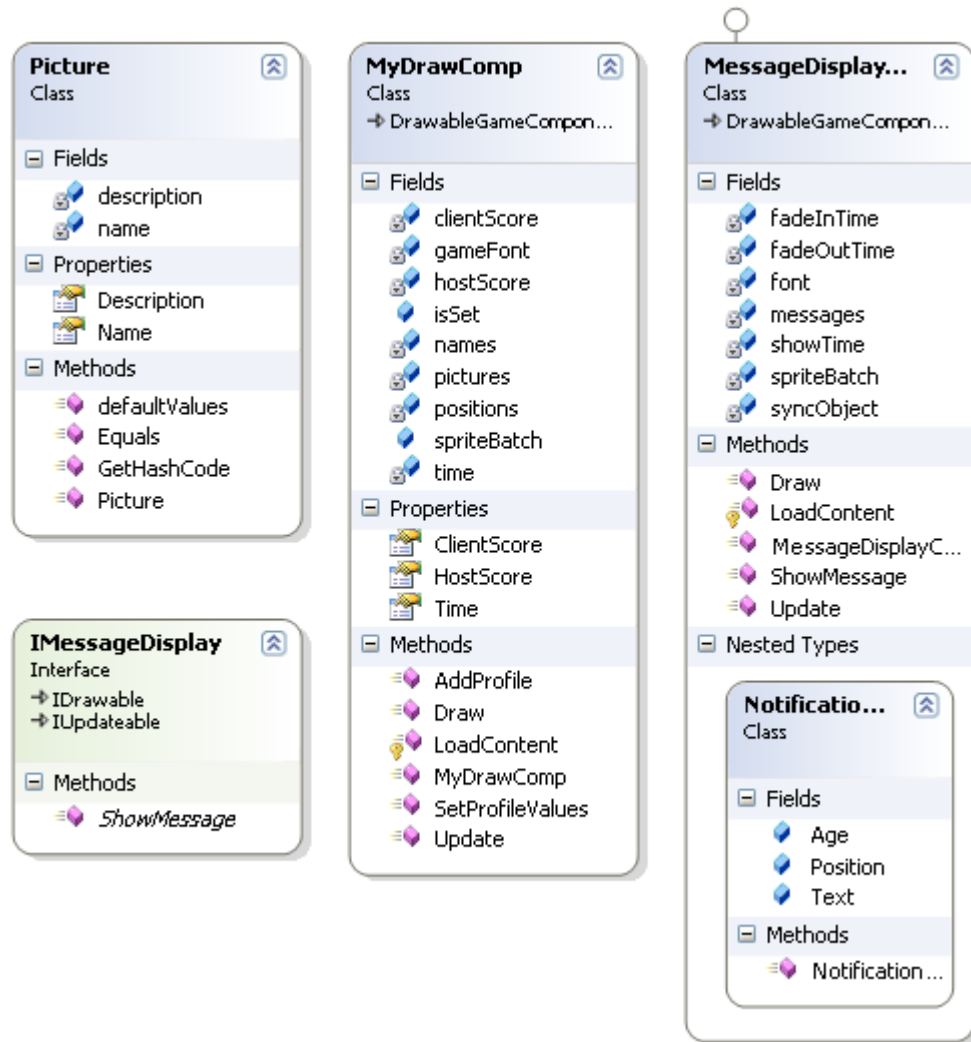 Picture
Class
Fields
description
name
Properties
Description
Name
Methods
defaultValues
Equals
GetHashCode
Picture
IMessageDisplay
Interface
IDrawable
IUpdateable
Methods
ShowMessage
MyDrawComp
Class
DrawableGameCompon...
Fields
clientScore
gameFont
hostScore
isSet
names
pictures
positions
spriteBatch
time
Properties
ClientScore
HostScore
Time
Methods
AddProfile
Draw
LoadContent
MyDrawComp
SetProfileValues
Update
MessageDisplay...
Class
DrawableGameCompon...
Fields
fadeInTime
fadeOutTime
font
messages
showTime
spriteBatch
syncObject
Methods
Draw
LoadContent
MessageDisplayC...
ShowMessage
Update
Nested Types
Notificatio...
Class
Fields
Age
Position
Text
Methods
Notification...